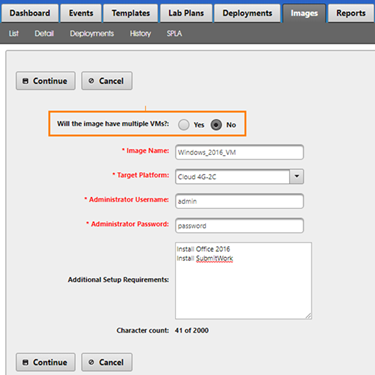 Dashboard Events Templates Lab Plans Deployments Images Reports
List Detail Deployments History SPLA
Continue Cancel
Will the image have multiple VMs?: Yes No
* Image Name: Windows_2016_VM
* Target Platform: Cloud 4G-2C
* Administrator Username: admin
* Administrator Password: password
Install Office 2016
Install SubmitWork
Additional Setup Requirements:
Character count: 41 of 2000
Continue Cancel